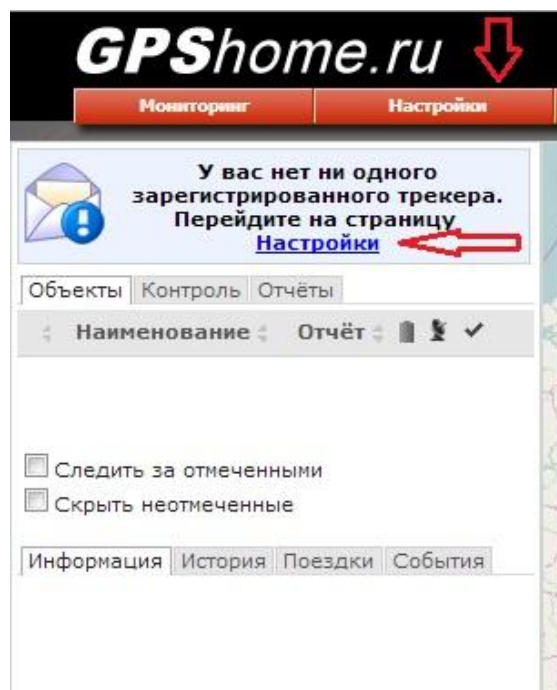 GPShome.ru
Мониторинг Настройки
У вас нет ни одного
зарегистрированного трекера.
Перейдите на страницу
Настройки
Объекты Контроль Отчёты
Наименование Отчёт
Следить за отмеченными
Скрыть неотмеченные
Информация История Поездки События